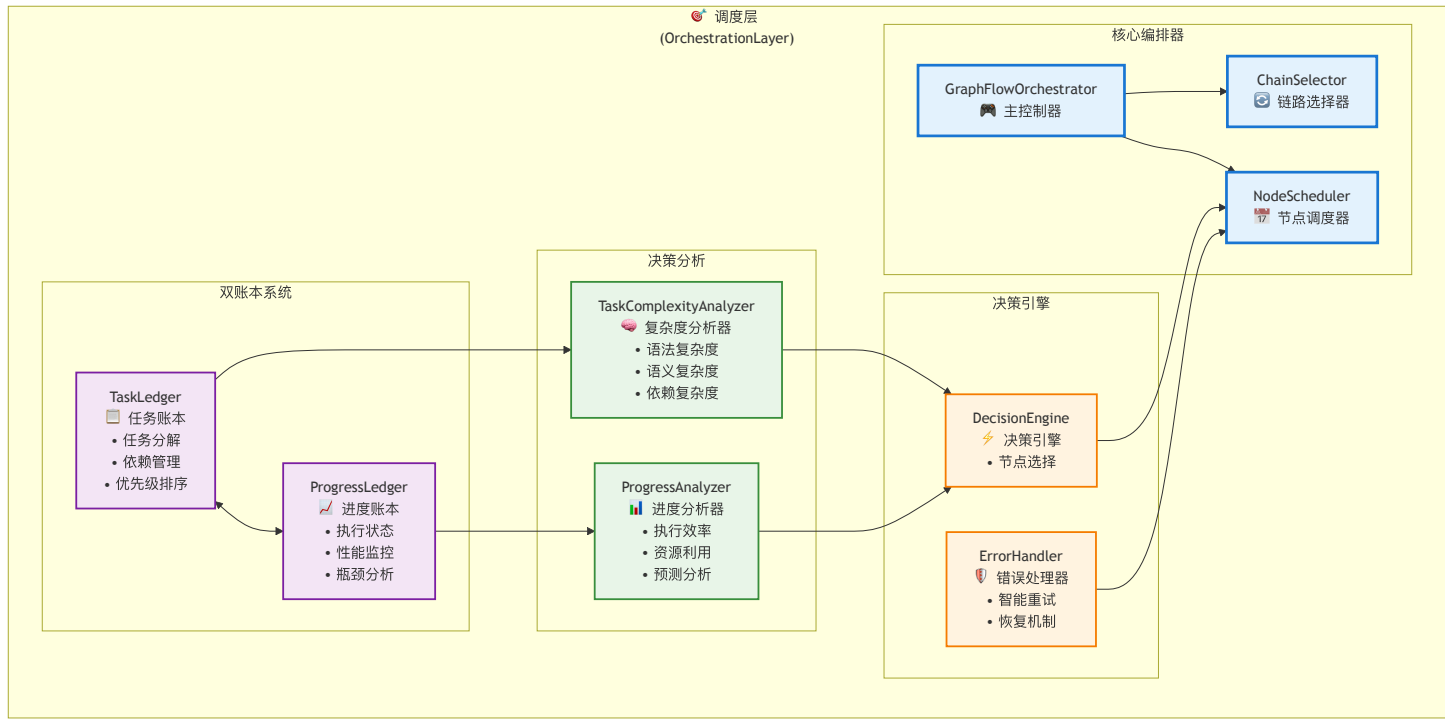 🎯 调度层
(OrchestrationLayer)
核心编排器
GraphFlowOrchestrator
🎮 主控制器
ChainSelector
🔄 链路选择器
NodeScheduler
📅 节点调度器
双账本系统
TaskLedger
📋 任务账本
• 任务分解
• 依赖管理
• 优先级排序
ProgressLedger
📈 进度账本
• 执行状态
• 性能监控
• 瓶颈分析
决策分析
TaskComplexityAnalyzer
🧠 复杂度分析器
• 语法复杂度
• 语义复杂度
• 依赖复杂度
ProgressAnalyzer
📊 进度分析器
• 执行效率
• 资源利用
• 预测分析
决策引擎
DecisionEngine
⚡ 决策引擎
• 节点选择
ErrorHandler
🛡️ 错误处理器
• 智能重试
• 恢复机制